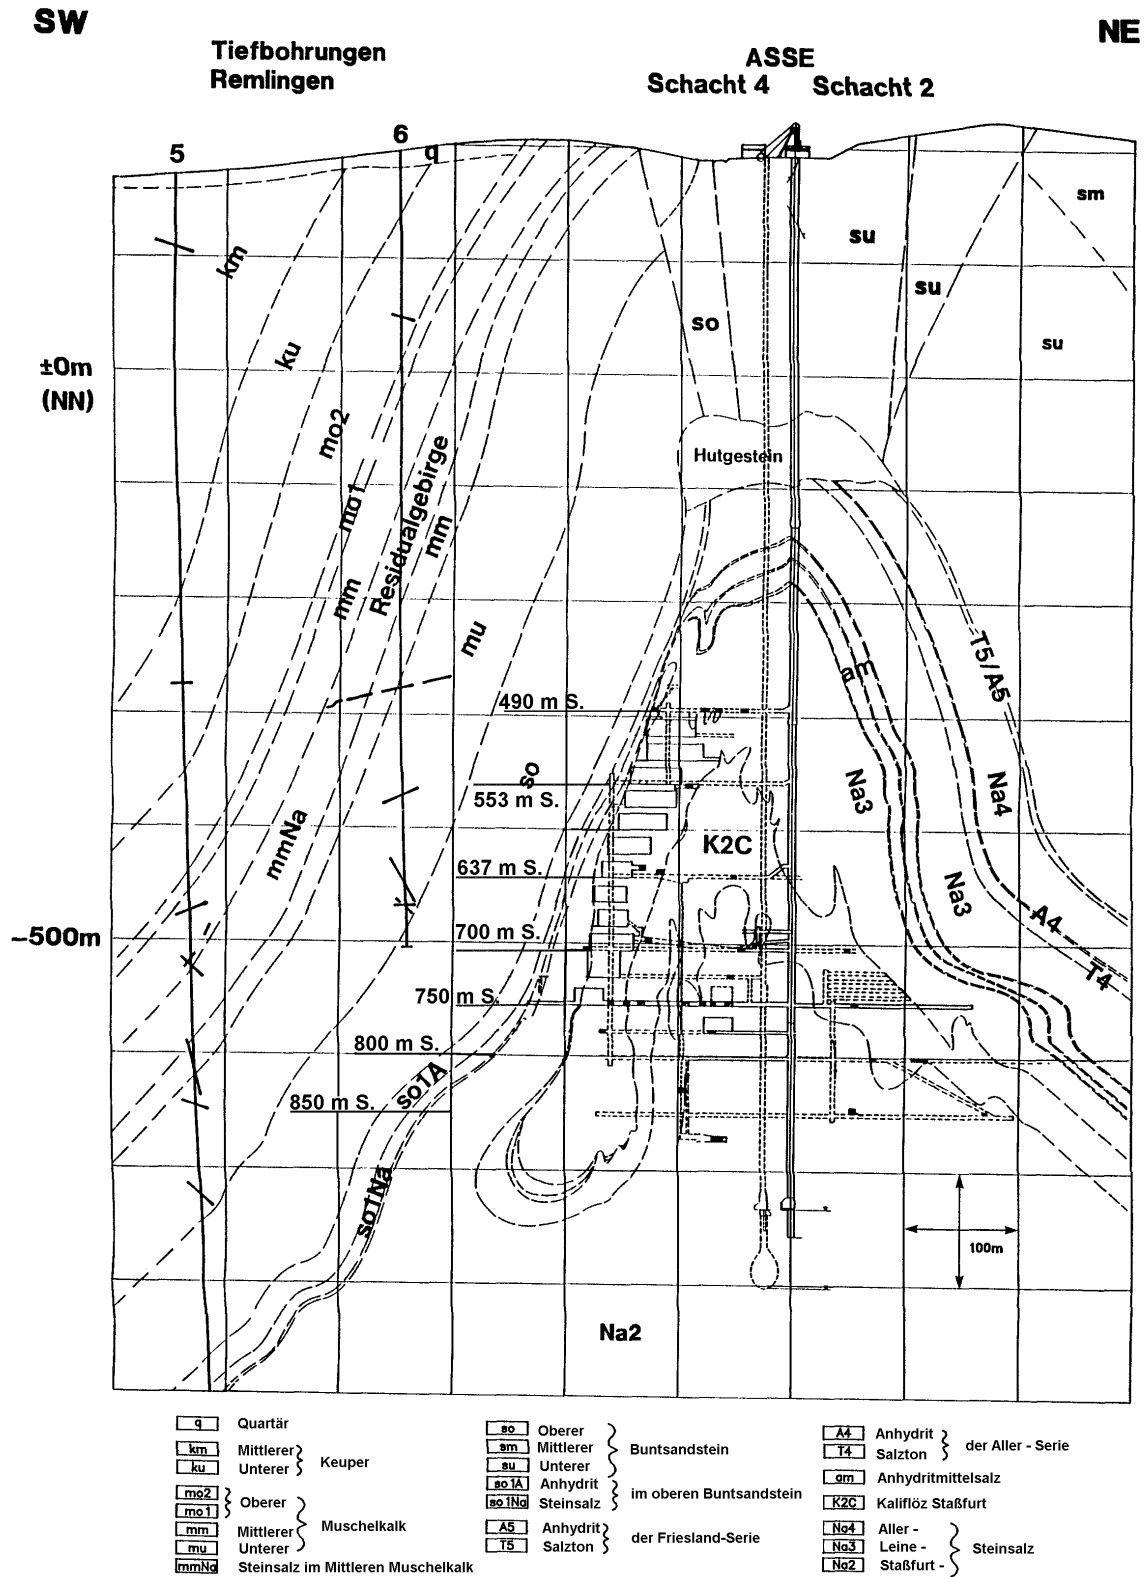 SW
NE
Tiefbohrungen
Remlingen
ASSE
Schacht 4
Schacht 2
5
6
q
km
ku
mo2
mo1
mm
Residualgebirge
mm
mu
mmNa
so
so1A
so1Na
so
su
su
sm
su
±0m
(NN)
Hutgestein
T5/A5
am
Na3
Na4
Na3
A4
T4
K2C
490 m S.
553 m S.
637 m S.
700 m S.
750 m S.
800 m S.
850 m S.
−500m
100m
Na2
q Quartär
km Mittlerer
ku Unterer
Keuper
mo2
mo1
Oberer
mm Mittlerer
mu Unterer
Muschelkalk
mmNa Steinsalz im Mittleren Muschelkalk
so Oberer
sm Mittlerer
su Unterer
Buntsandstein
so1A Anhydrit
so1Na Steinsalz
im oberen Buntsandstein
A5 Anhydrit
T5 Salzton
der Friesland-Serie
A4 Anhydrit
T4 Salzton
der Aller - Serie
am Anhydritmittelsalz
K2C Kaliflöz Staßfurt
Na4 Aller -
Na3 Leine -
Na2 Staßfurt -
Steinsalz